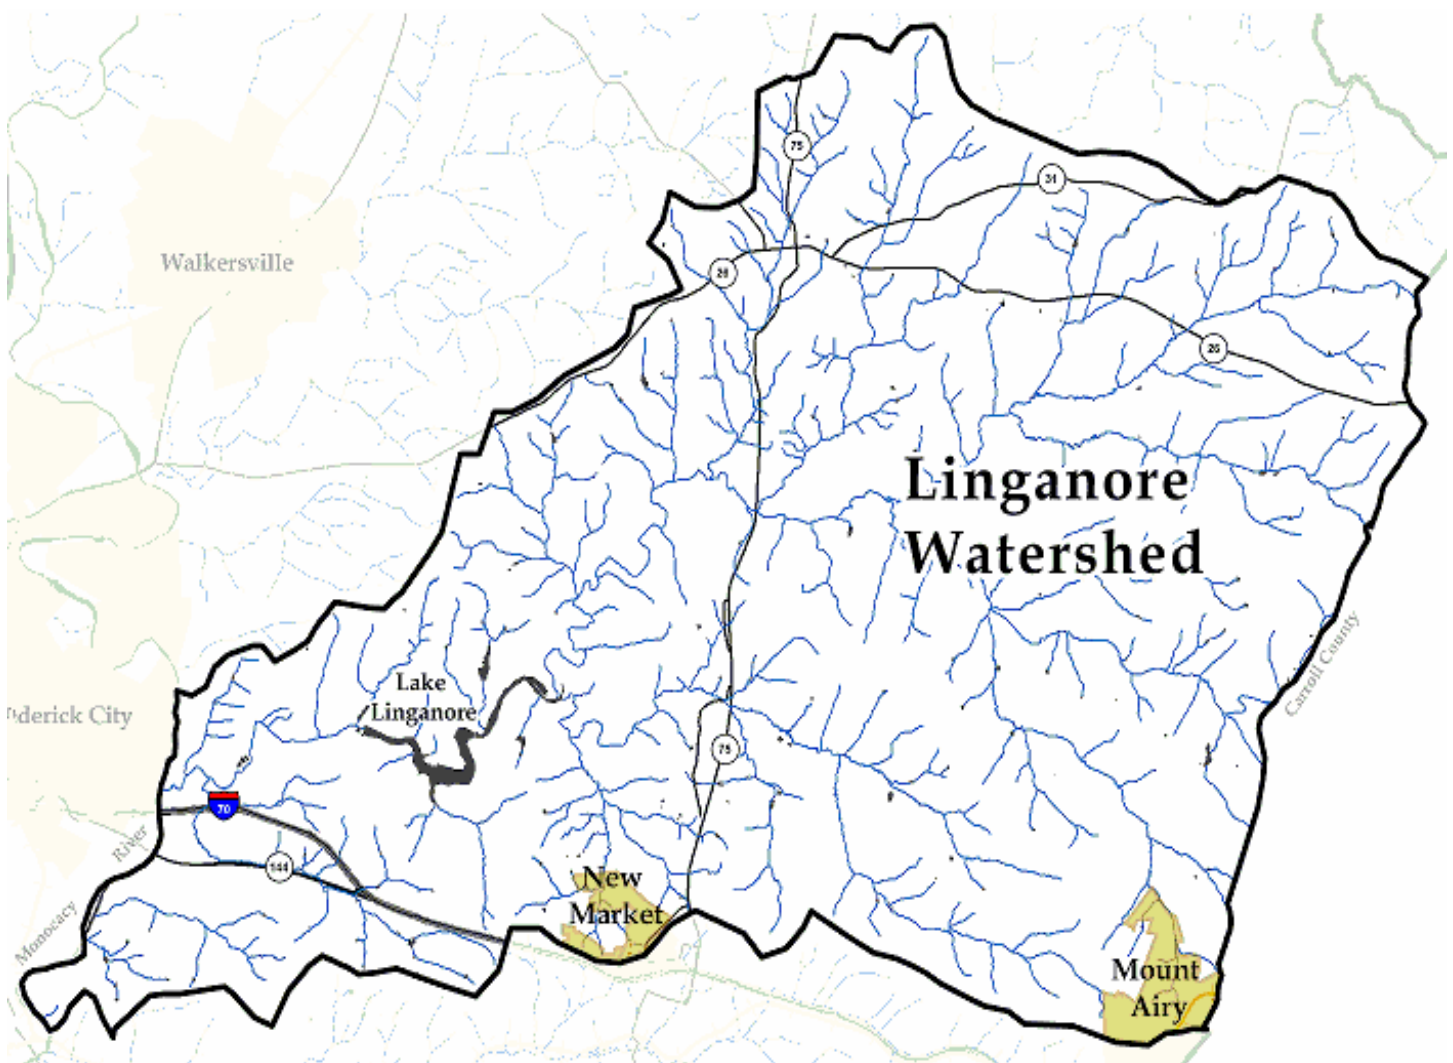 75
31
Walkersville
26
26
Linganore
Watershed
Carroll County
Lake
Linganore
derick City
75
70
River
144
New
Market
Monocacy
Mount
Airy